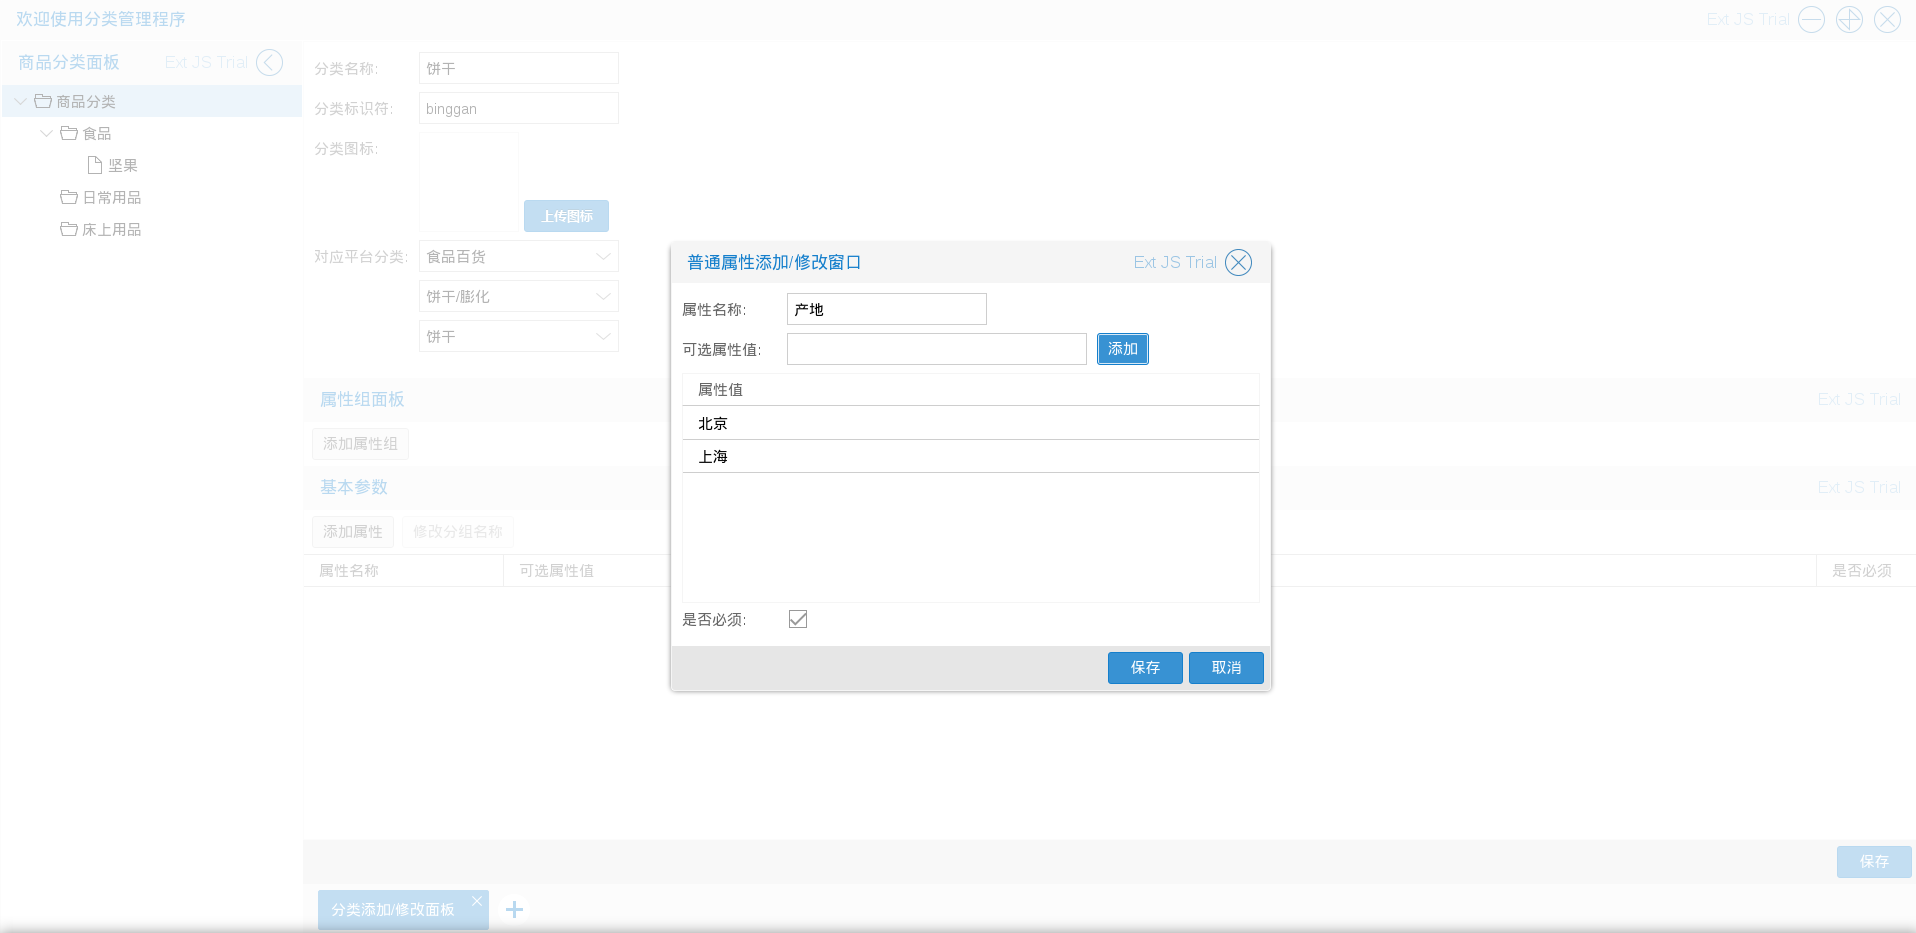 欢迎使用分类管理程序 Ext JS Trial
商品分类面板 Ext JS Trial
商品分类
食品
坚果
日常用品
床上用品
分类名称: 饼干
分类标识符: binggan
分类图标:
上传图标
对应平台分类: 食品百货
饼干/膨化
饼干
属性组面板 Ext JS Trial
添加属性组
基本参数 Ext JS Trial
添加属性 修改分组名称
属性名称 可选属性值 是否必须
普通属性添加/修改窗口 Ext JS Trial
属性名称: 产地
可选属性值: 添加
属性值
北京
上海
是否必须:
保存 取消
保存
分类添加/修改面板